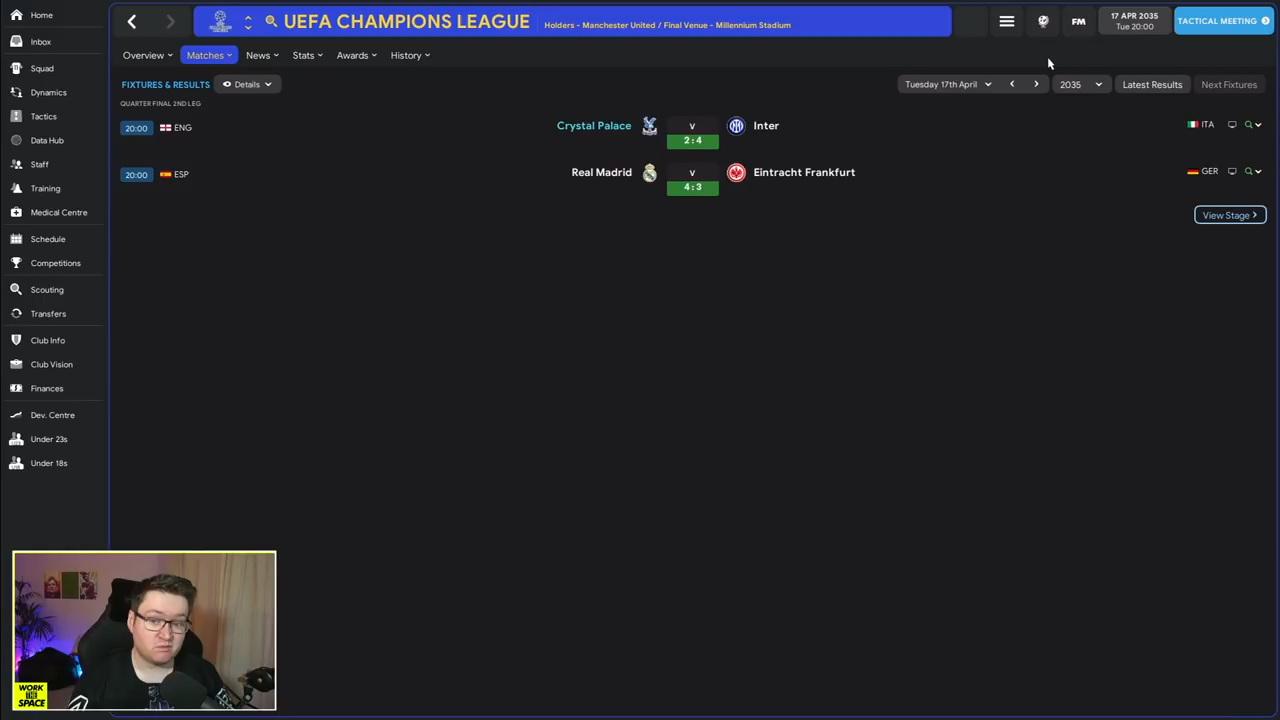 Home
Inbox
Squad
Dynamics
Tactics
Data Hub
Staff
Training
Medical Centre
Schedule
Competitions
Scouting
Transfers
Club Info
Club Vision
Finances
Dev. Centre
Under 23s
Under 18s
UEFA CHAMPIONS LEAGUE
Holders - Manchester United / Final Venue - Millennium Stadium
FM
17 APR 2035
Tue 20:00
TACTICAL MEETING
Overview
Matches
News
Stats
Awards
History
FIXTURES & RESULTS
Details
Tuesday 17th April
2035
Latest Results
Next Fixtures
QUARTER FINAL 2ND LEG
20:00 ENG Crystal Palace v Inter ITA
2:4
20:00 ESP Real Madrid v Eintracht Frankfurt GER
4:3
View Stage
WORK
THE
SPACE